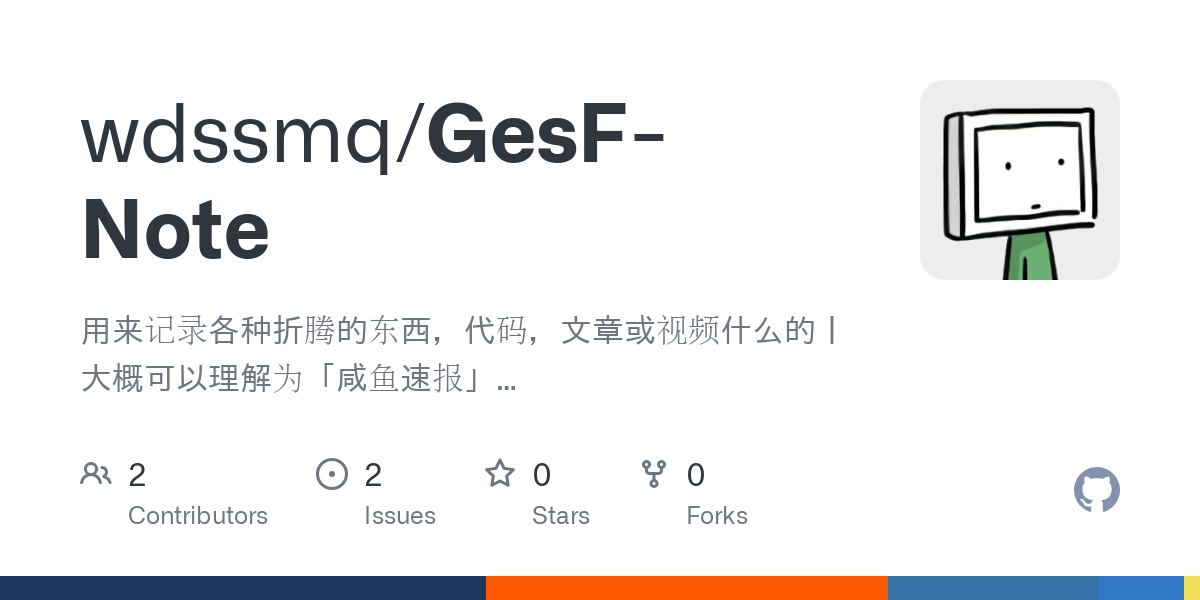 wdssmq/GesF-
Note
用来记录各种折腾的东西，代码，文章或视频什么的丨
大概可以理解为「咸鱼速报」...
2 2 0 0
Contributors Issues Stars Forks